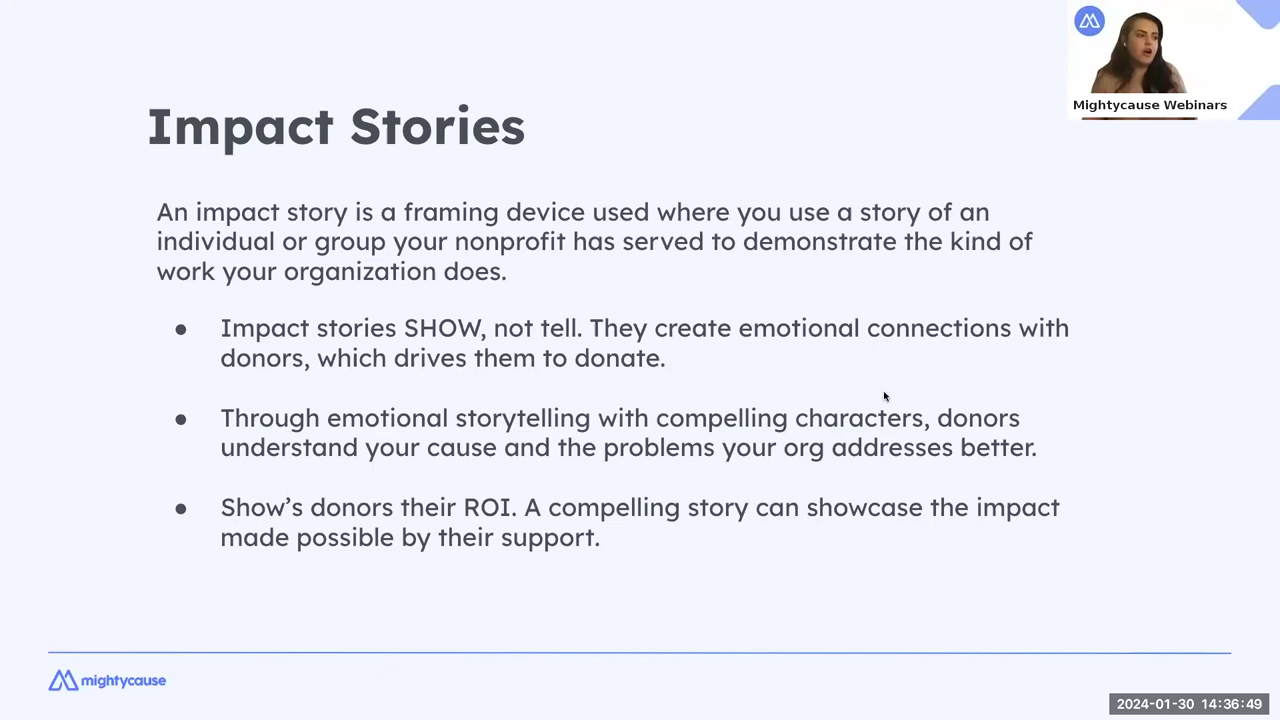 Mightycause Webinars
Impact Stories
An impact story is a framing device used where you use a story of an
individual or group your nonprofit has served to demonstrate the kind of
work your organization does.
● Impact stories SHOW, not tell. They create emotional connections with
donors, which drives them to donate.
● Through emotional storytelling with compelling characters, donors
understand your cause and the problems your org addresses better.
● Show’s donors their ROI. A compelling story can showcase the impact
made possible by their support.
mightycause
2024-01-30 14:36:49